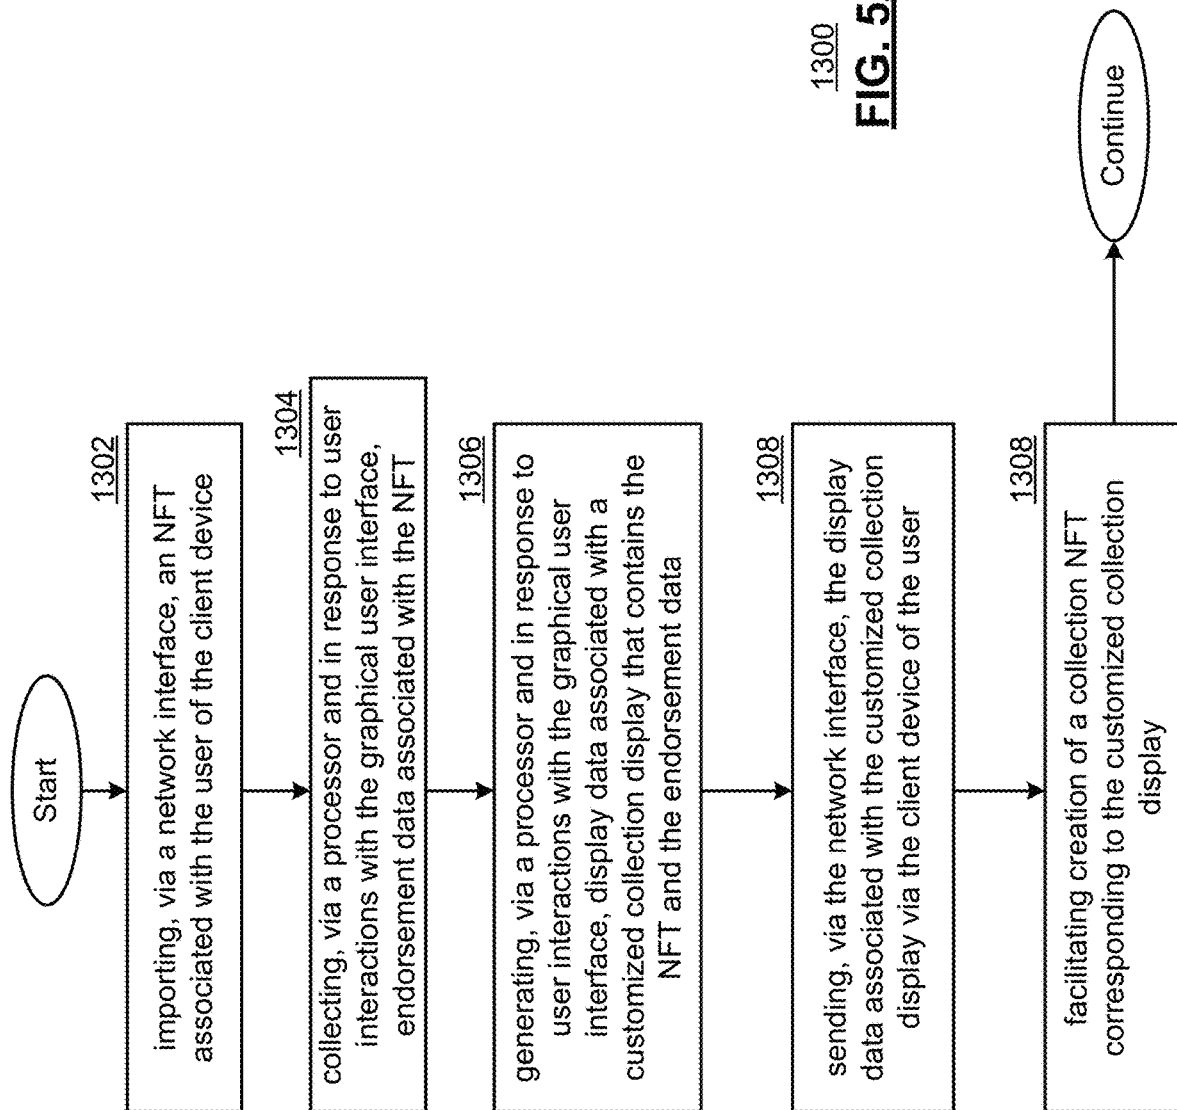 Start
1302
importing, via a network interface, an NFT
associated with the user of the client device
1304
collecting, via a processor and in response to user
interactions with the graphical user interface,
endorsement data associated with the NFT
1306
generating, via a processor and in response to
user interactions with the graphical user
interface, display data associated with a
customized collection display that contains the
NFT and the endorsement data
1308
sending, via the network interface, the display
data associated with the customized collection
display via the client device of the user
1308
facilitating creation of a collection NFT
corresponding to the customized collection
display
Continue
1300
FIG. 5